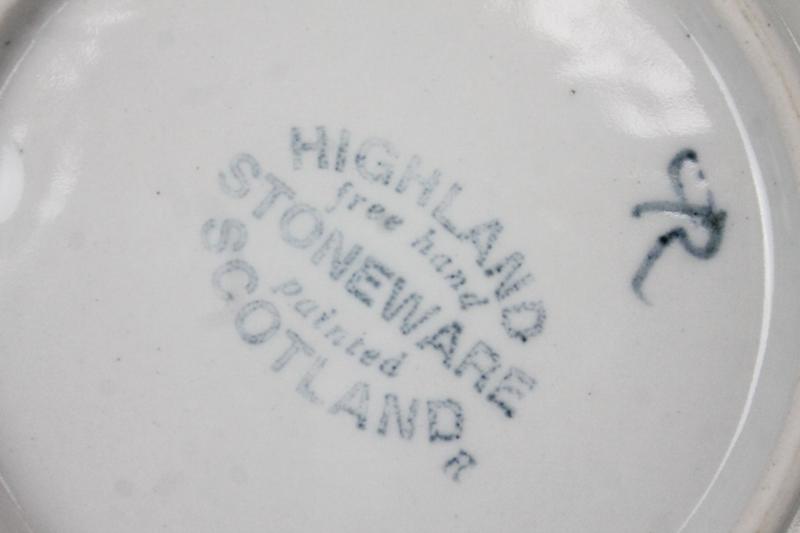 HIGHLAND
free hand
STONEWARE
painted
SCOTLAND
R
R